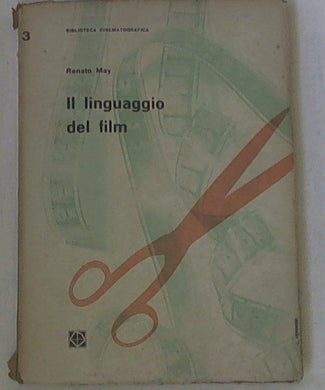 3
BIBLIOTECA CINEMATOGRAFICA
Renato May
Il linguaggio
del film